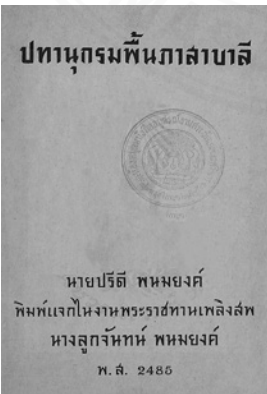 ปทานุกรมพื้นภาสาบาลี
นายปรีดี พนมยงค์
พิมพ์แจกในงานพระราชทานเพลิงสพ
นางลูกจันทน์ พนมยงค์
พ.ส. 2485